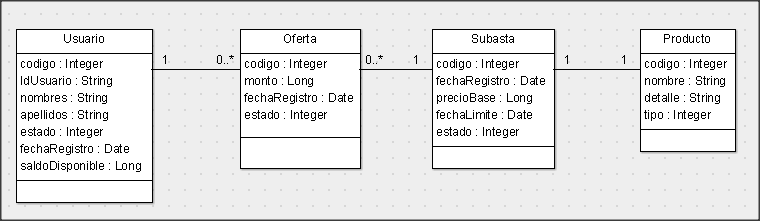 Usuario
codigo : Integer
IdUsuario : String
nombres : String
apellidos : String
estado : Integer
fechaRegistro : Date
saldoDisponible : Long
1
0..*
Oferta
codigo : Integer
monto : Long
fechaRegistro : Date
estado : Integer
0..*
1
Subasta
codigo : Integer
fechaRegistro : Date
precioBase : Long
fechaLimite : Date
estado : Integer
1
1
Producto
codigo : Integer
nombre : String
detalle : String
tipo : Integer